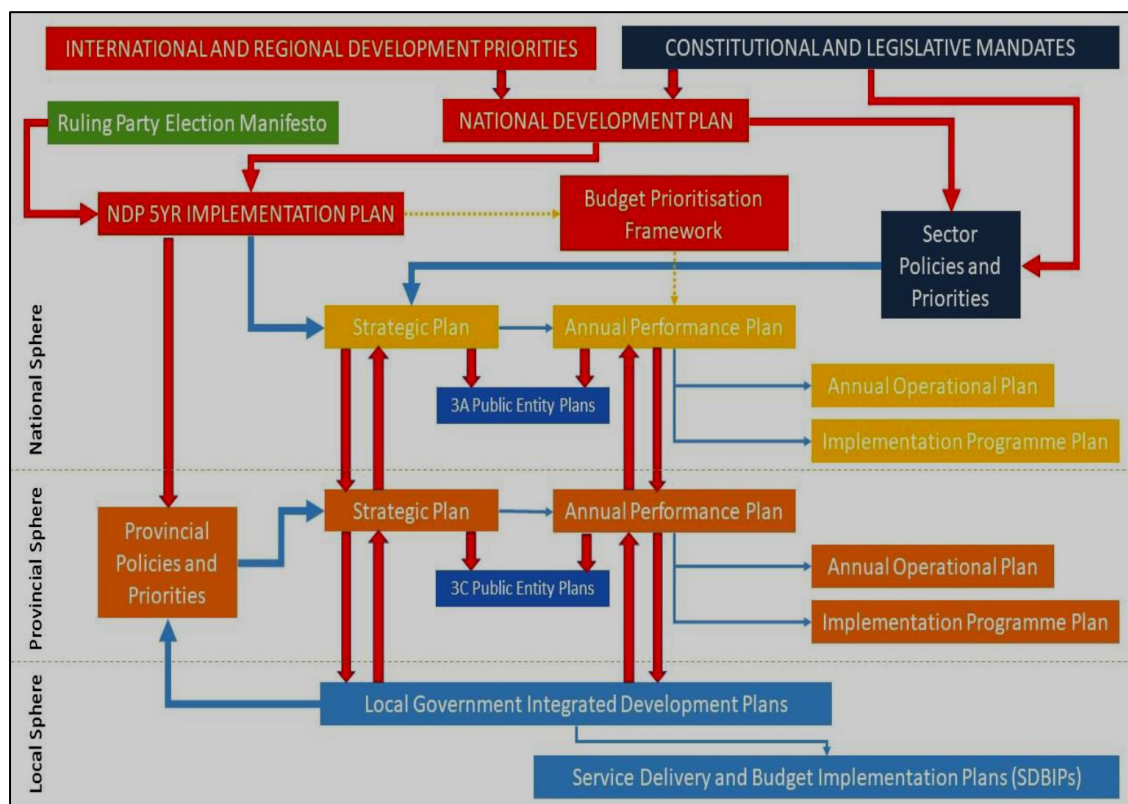 INTERNATIONAL AND REGIONAL DEVELOPMENT PRIORITIES
CONSTITUTIONAL AND LEGISLATIVE MANDATES
Ruling Party Election Manifesto
NATIONAL DEVELOPMENT PLAN
NDP 5YR IMPLEMENTATION PLAN
Budget Prioritisation
Framework
Sector
Policies and
Priorities
National Sphere
Strategic Plan
Annual Performance Plan
3A Public Entity Plans
Annual Operational Plan
Implementation Programme Plan
Provincial Sphere
Provincial
Policies and
Priorities
Strategic Plan
Annual Performance Plan
3C Public Entity Plans
Annual Operational Plan
Implementation Programme Plan
Local Sphere
Local Government Integrated Development Plans
Service Delivery and Budget Implementation Plans (SDBIPs)